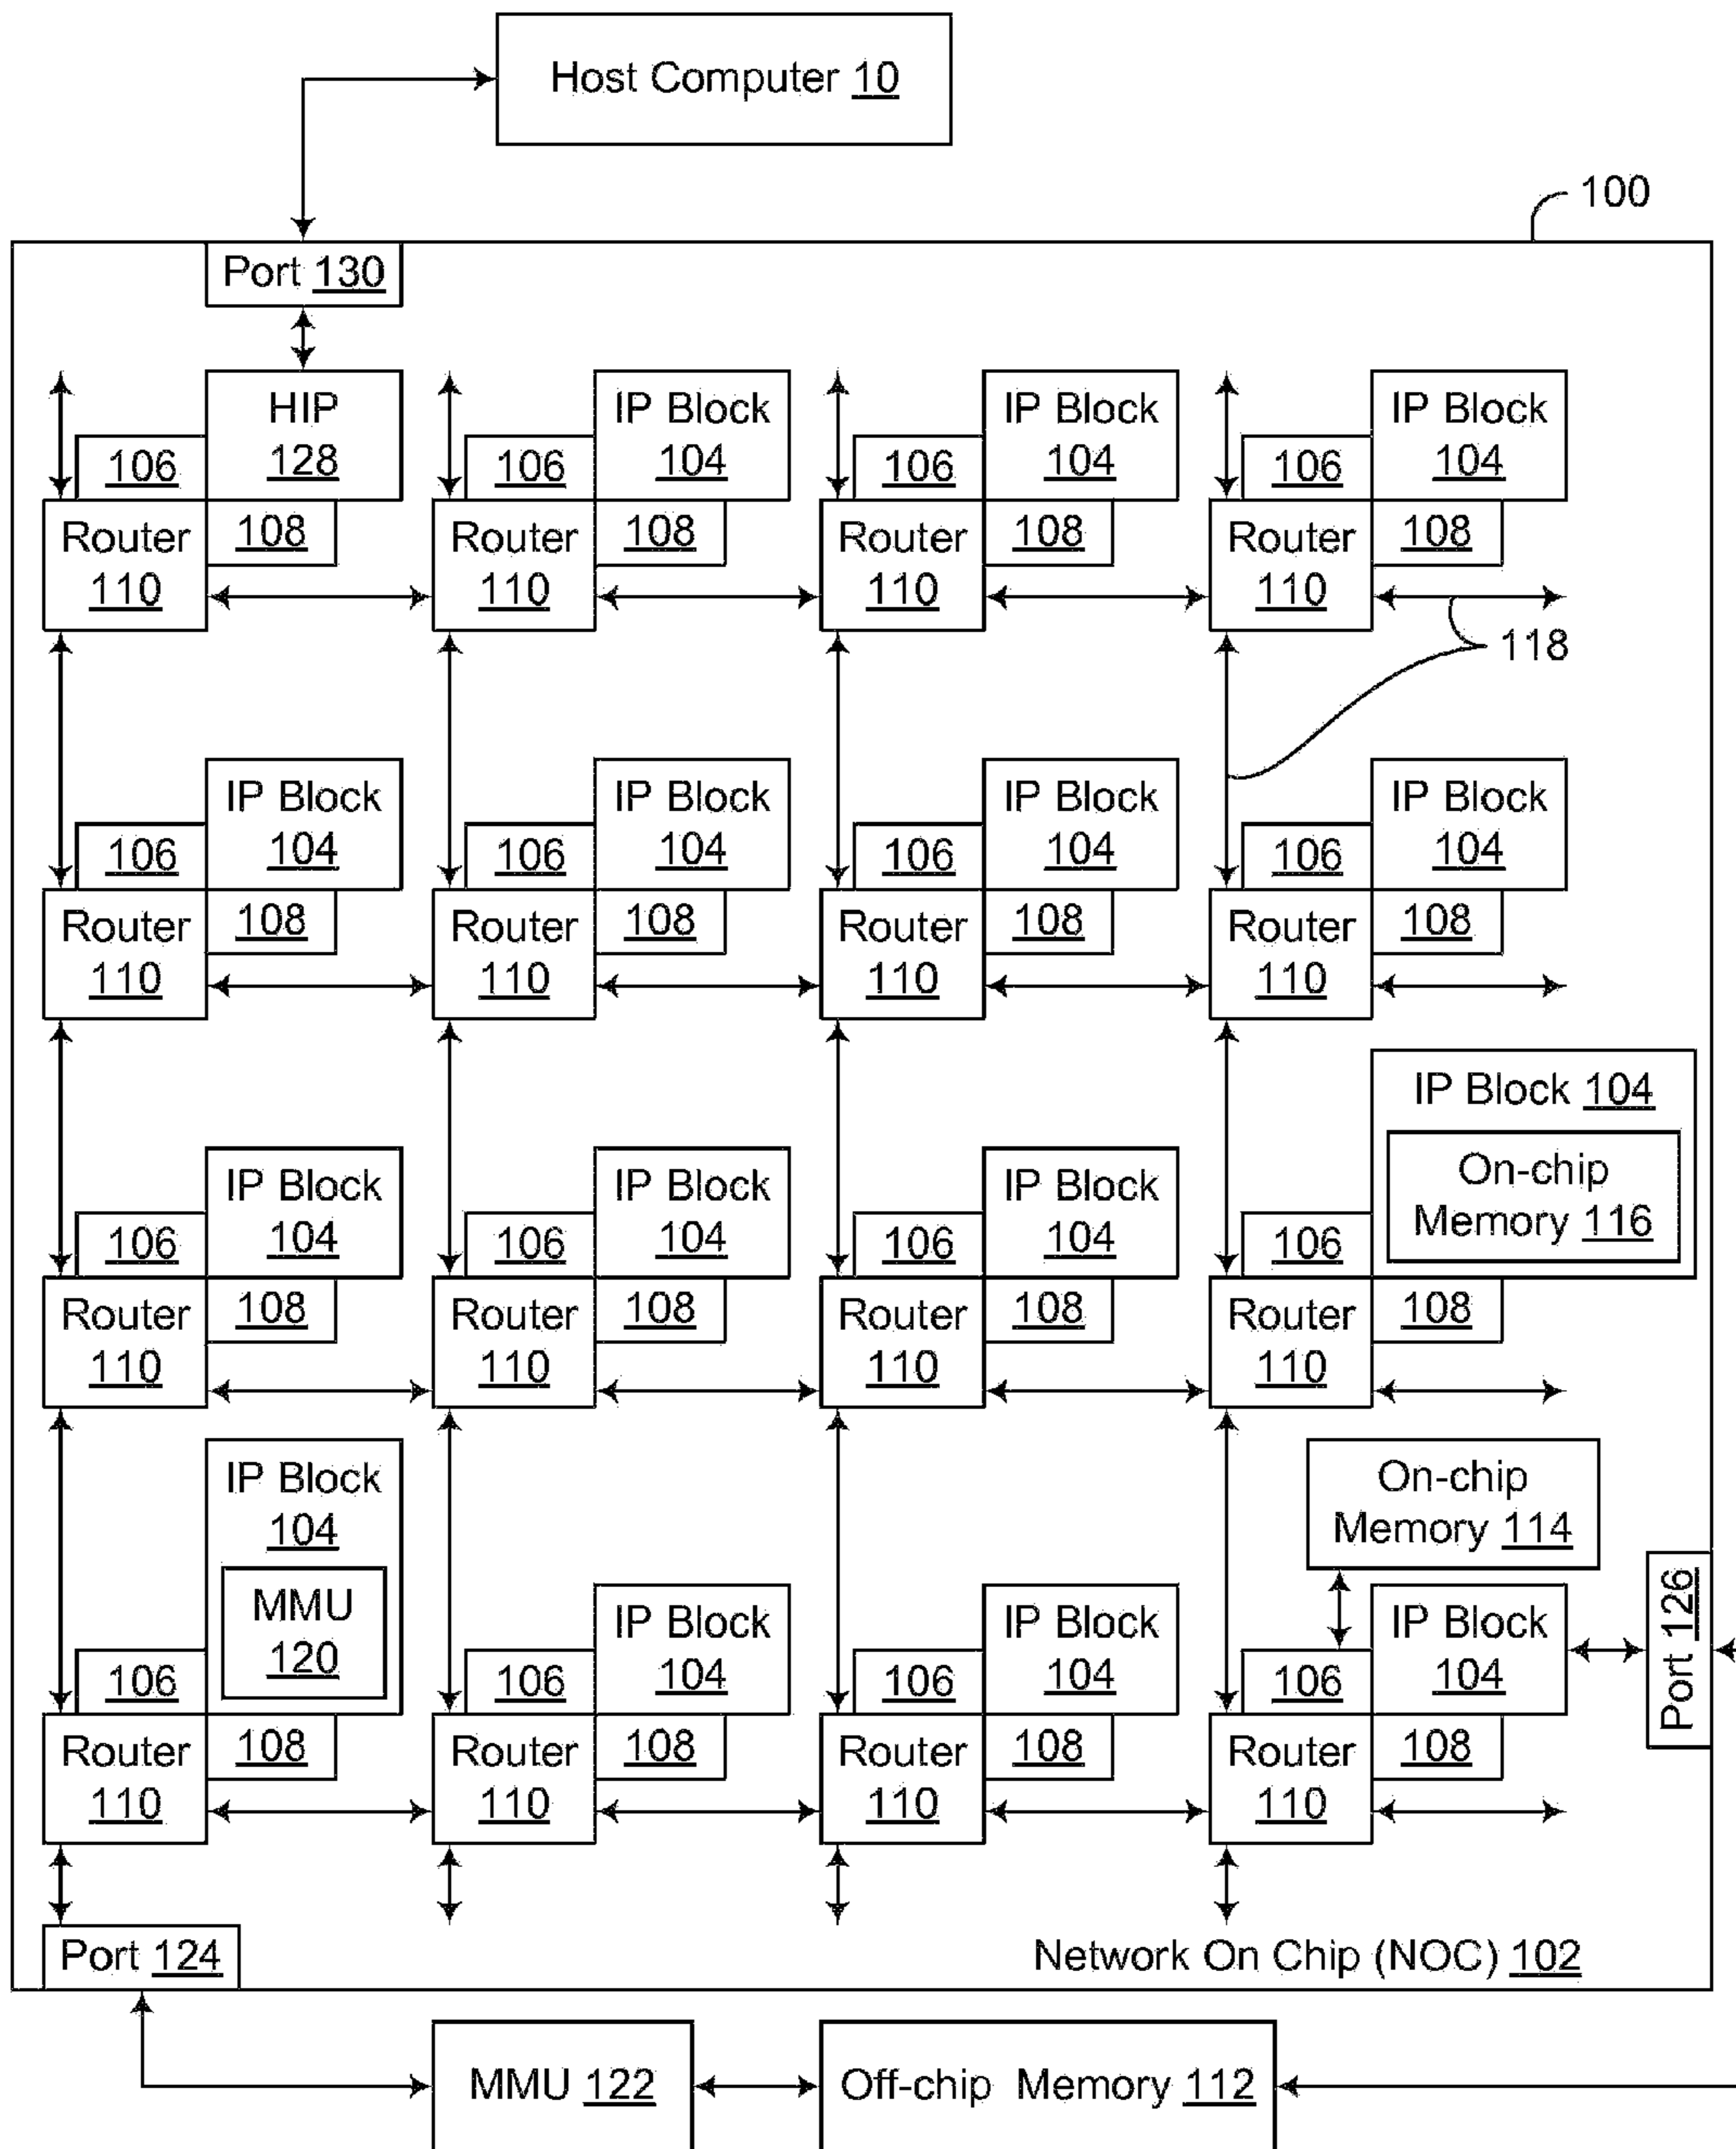 Host Computer 10
100
Port 130
HIP
128
106
Router
110
108
IP Block
104
106
Router
110
108
IP Block
104
106
Router
110
108
IP Block
104
106
Router
110
108
118
IP Block
104
106
Router
110
108
IP Block
104
106
Router
110
108
IP Block
104
106
Router
110
108
IP Block
104
106
Router
110
108
IP Block
104
106
Router
110
108
IP Block
104
106
Router
110
108
IP Block
104
106
Router
110
108
IP Block 104
On-chip
Memory 116
106
Router
110
108
IP Block
104
MMU
120
106
Router
110
108
IP Block
104
106
Router
110
108
IP Block
104
106
Router
110
108
On-chip
Memory 114
IP Block
104
106
Router
110
108
Port 126
Port 124
Network On Chip (NOC) 102
MMU 122
Off-chip Memory 112